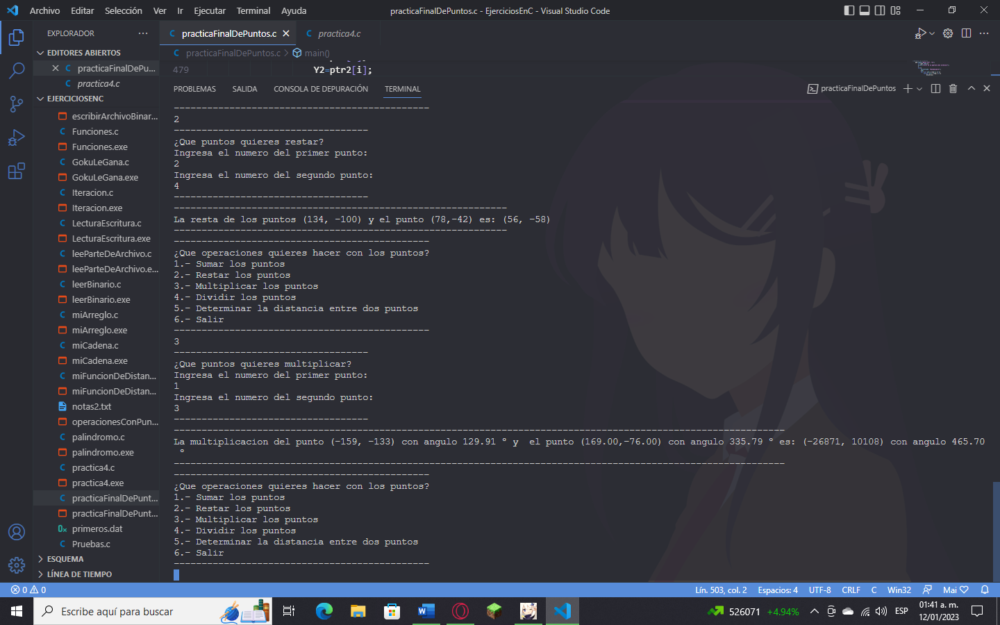 Archivo Editar Selección Ver Ir Ejecutar Terminal Ayuda
practicaFinalDePuntos.c - EjerciciosEnC - Visual Studio Code
EXPLORADOR
EDITORES ABIERTOS
practicaFinalDePu...
practica4.c
EJERCICIOSENC
escribirArchivoBinar...
Funciones.c
Funciones.exe
GokuLeGana.c
GokuLeGana.exe
Iteracion.c
Iteracion.exe
LecturaEscritura.c
LecturaEscritura.exe
leeParteDeArchivo.c
leeParteDeArchivo.e...
leerBinario.c
leerBinario.exe
miArreglo.c
miArreglo.exe
miCadena.c
miCadena.exe
miFuncionDeDistan...
miFuncionDeDistan...
notas2.txt
operacionesConPun...
palindromo.c
palindromo.exe
practica4.c
practica4.exe
practicaFinalDePunt...
practicaFinalDePunt...
primeros.dat
Pruebas.c
ESQUEMA
LÍNEA DE TIEMPO
practicaFinalDePuntos.c practica4.c
practicaFinalDePuntos.c > main()
479 Y2=ptr2[i];
PROBLEMAS SALIDA CONSOLA DE DEPURACIÓN TERMINAL
practicaFinalDePuntos
----------------------------------------------
2
-----------------------------------
¿Que puntos quieres restar?
Ingresa el numero del primer punto:
2
Ingresa el numero del segundo punto:
4
-----------------------------------
------------------------------------------------------------
La resta de los puntos (134, -100) y el punto (78,-42) es: (56, -58)
------------------------------------------------------------
----------------------------------------------
¿Que operaciones quieres hacer con los puntos?
1.- Sumar los puntos
2.- Restar los puntos
3.- Multiplicar los puntos
4.- Dividir los puntos
5.- Determinar la distancia entre dos puntos
6.- Salir
----------------------------------------------
3
-----------------------------------
¿Que puntos quieres multiplicar?
Ingresa el numero del primer punto:
1
Ingresa el numero del segundo punto:
3
-----------------------------------
--------------------------------------------------------------------------------------------------------------
La multiplicacion del punto (-159, -133) con angulo 129.91 º y  el punto (169.00,-76.00) con angulo 335.79 º es: (-26871, 10108) con angulo 465.70
º
--------------------------------------------------------------------------------------------------------------
----------------------------------------------
¿Que operaciones quieres hacer con los puntos?
1.- Sumar los puntos
2.- Restar los puntos
3.- Multiplicar los puntos
4.- Dividir los puntos
5.- Determinar la distancia entre dos puntos
6.- Salir
----------------------------------------------
0 0 Lín. 503, col. 2 Espacios: 4 UTF-8 CRLF C Win32 Mai
Escribe aquí para buscar
526071 +4.94% ESP
01:41 a. m.
12/01/2023